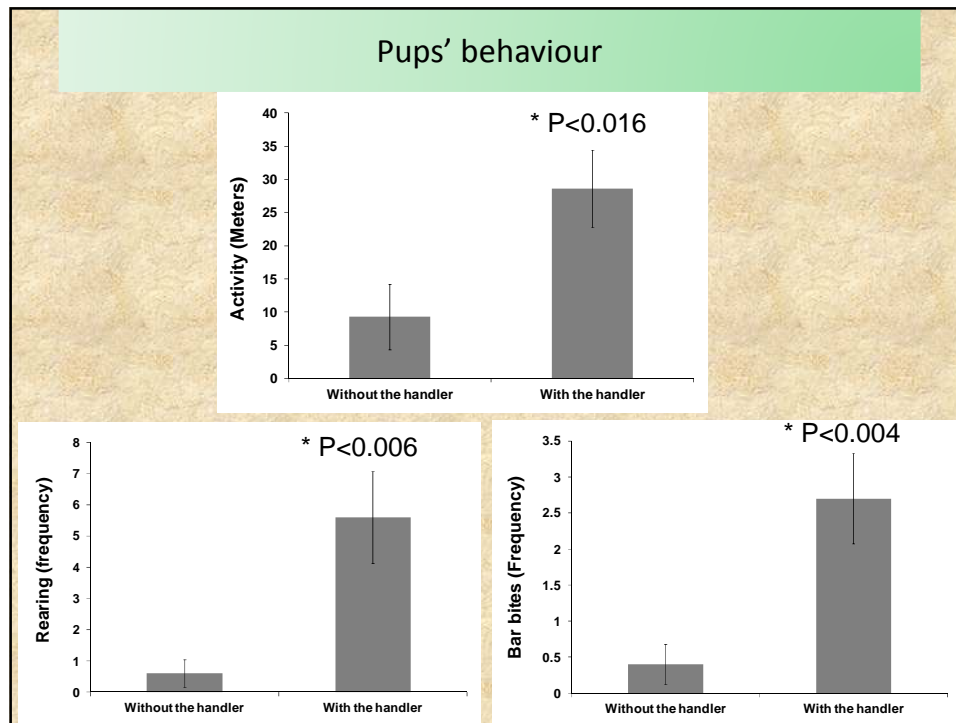 Pups' behaviour
* P<0.016
Activity (Meters)
40
35
30
25
20
15
10
5
0
Without the handler With the handler
* P<0.006
Rearing (frequency)
8
7
6
5
4
3
2
1
0
Without the handler With the handler
* P<0.004
Bar bites (Frequency)
3.5
3
2.5
2
1.5
1
0.5
0
Without the handler With the handler